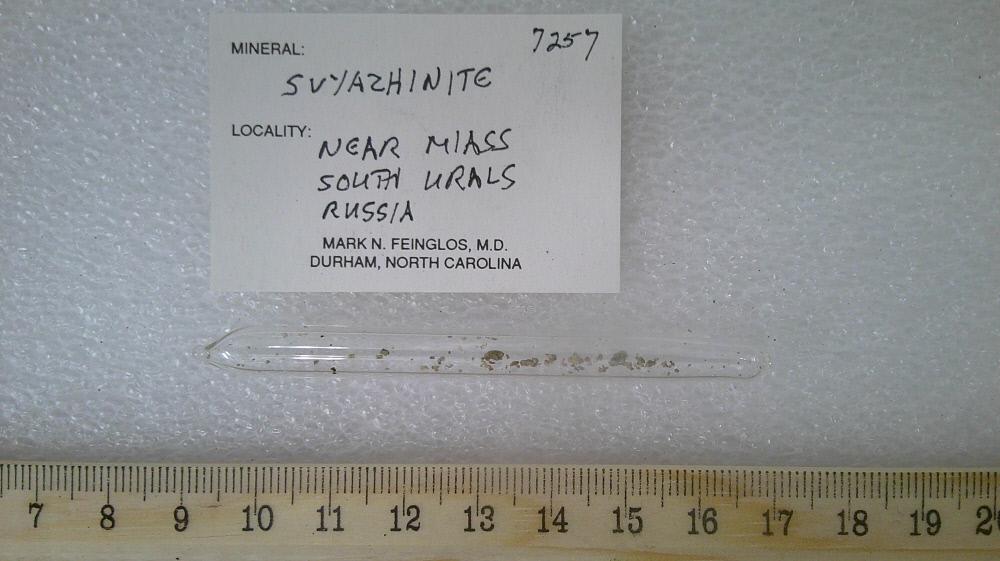 MINERAL: 7257
SVYAZHINITE
LOCALITY: NEAR MIASS
SOUTH URALS
RUSSIA
MARK N. FEINGLOS, M.D.
DURHAM, NORTH CAROLINA
7 8 9 10 11 12 13 14 15 16 17 18 19 20